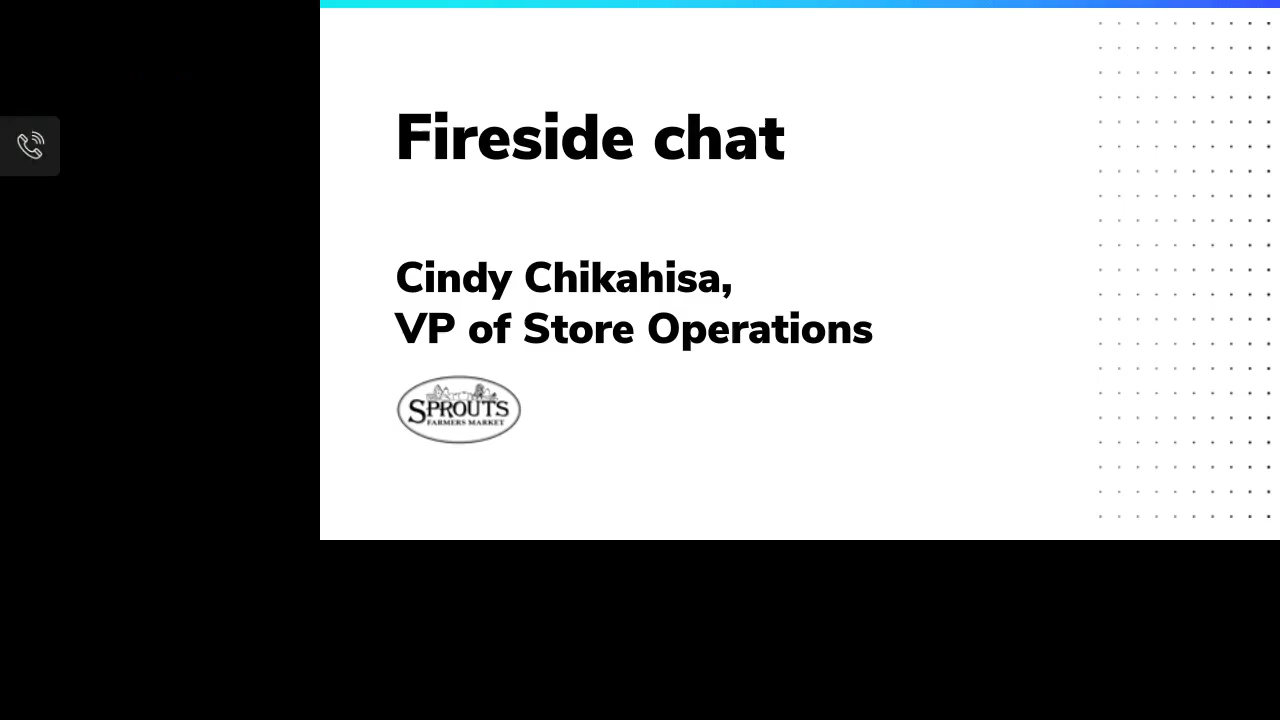 Fireside chat
Cindy Chikahisa,
VP of Store Operations
SPROUTS
FARMERS MARKET